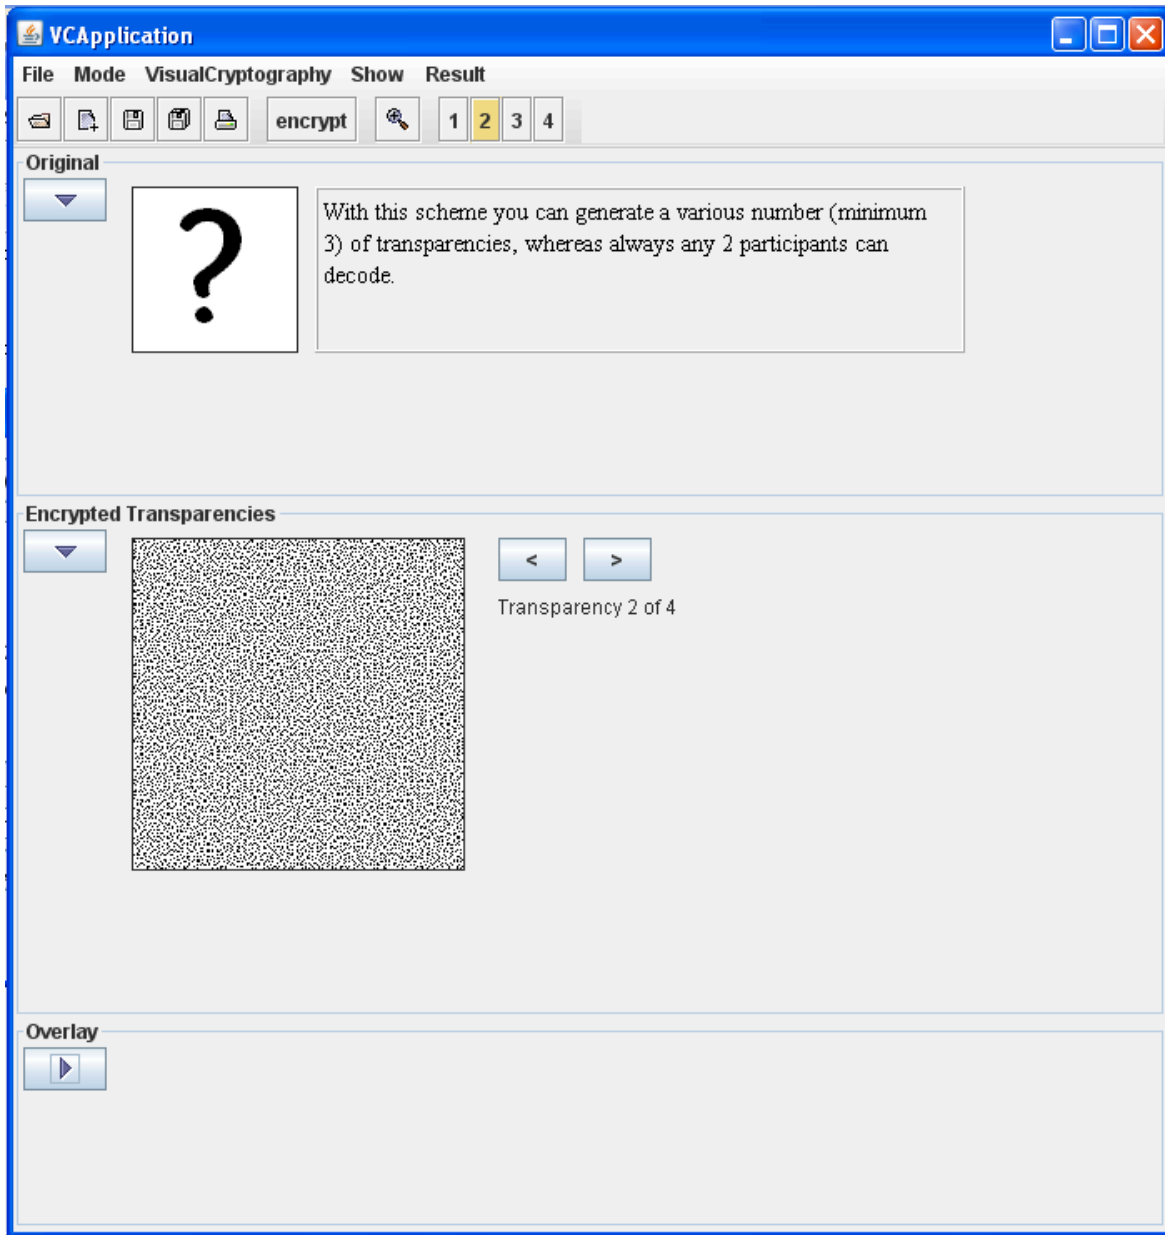 VCApplication
File Mode VisualCryptography Show Result
encrypt 1 2 3 4
Original
?
With this scheme you can generate a various number (minimum
3) of transparencies, whereas always any 2 participants can
decode.
Encrypted Transparencies
< >
Transparency 2 of 4
Overlay